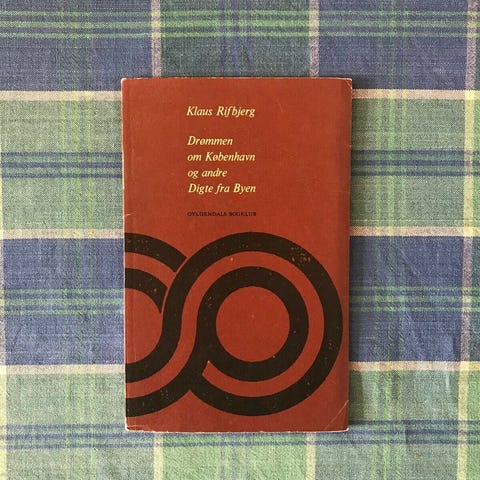 Klaus Rifbjerg
Drømmen
om København
og andre
Digte fra Byen
GYLDENDALS BOGKLUB